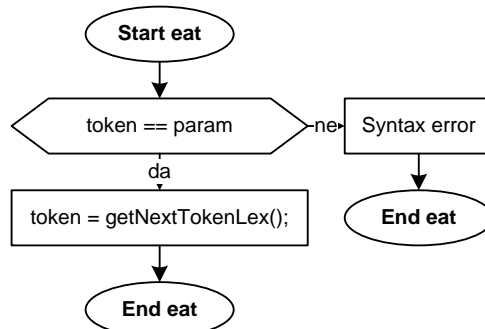 Start eat
token == param
ne
Syntax error
da
token = getNextTokenLex();
End eat
End eat